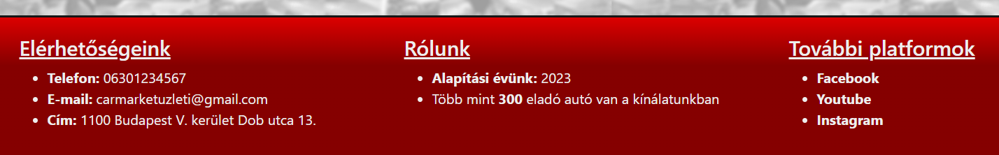 Elérhetőségeink
Telefon: 06301234567
E-mail: carmarketuzleti@gmail.com
Cím: 1100 Budapest V. kerület Dob utca 13.
Rólunk
Alapítási évünk: 2023
Több mint 300 eladó autó van a kínálatunkban
További platformok
Facebook
Youtube
Instagram